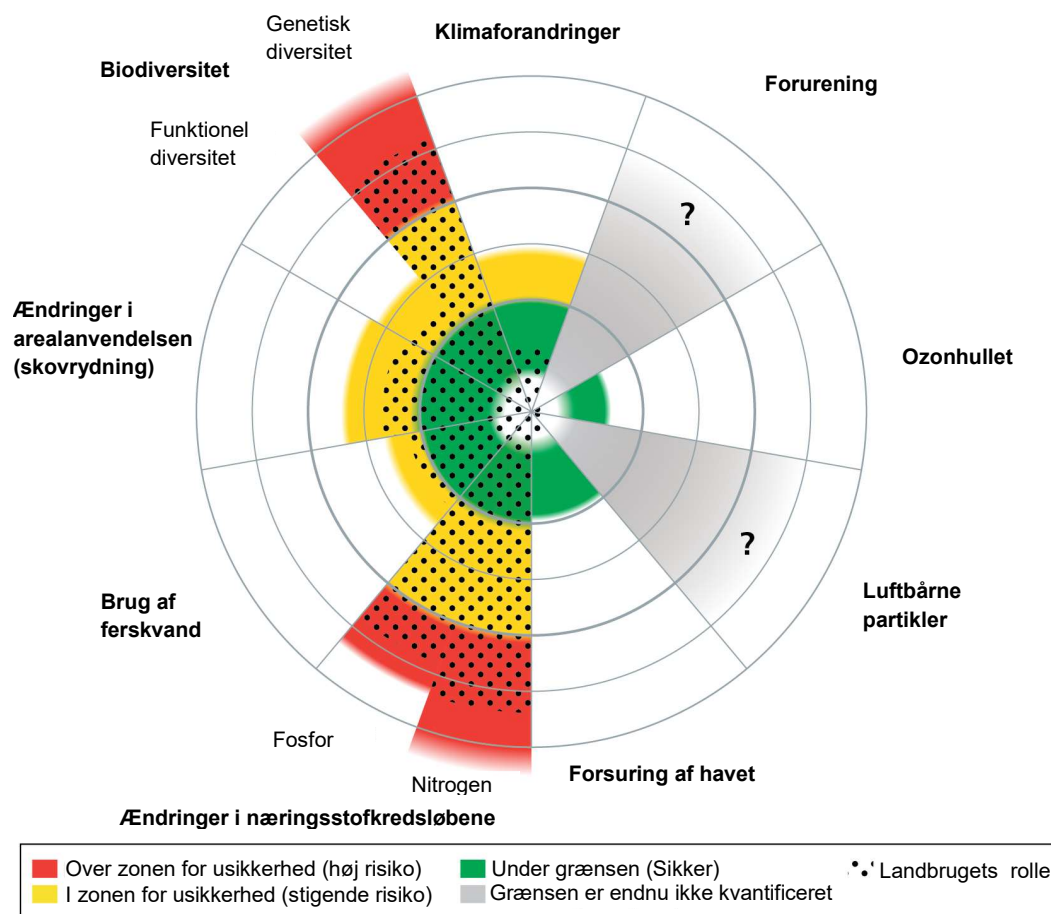 Genetisk
diversitet
Klimaforandringer
Biodiversitet
Forurening
Funktionel
diversitet
?
Ændringer i
arealanvendelsen
(skovrydning)
Ozonhullet
?
Brug af
ferskvand
Luftbårne
partikler
Fosfor
Nitrogen
Forsuring af havet
Ændringer i næringsstofkredsløbene
Over zonen for usikkerhed (høj risiko)
Under grænsen (Sikker)
Landbrugets rolle
I zonen for usikkerhed (stigende risiko)
Grænsen er endnu ikke kvantificeret